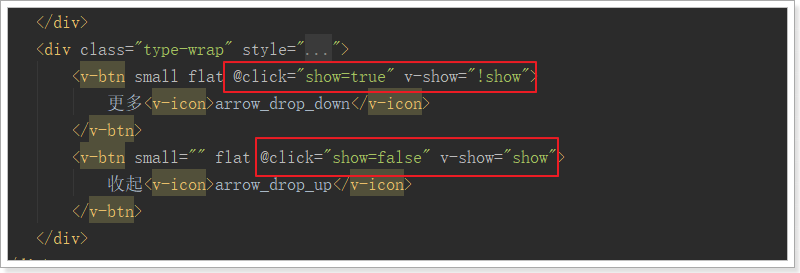 </div>
<div class="type-wrap" style="...">
<v-btn small flat @click="show=true" v-show="!show">
更多<v-icon>arrow_drop_down</v-icon>
</v-btn>
<v-btn small="" flat @click="show=false" v-show="show">
收起<v-icon>arrow_drop_up</v-icon>
</v-btn>
</div>